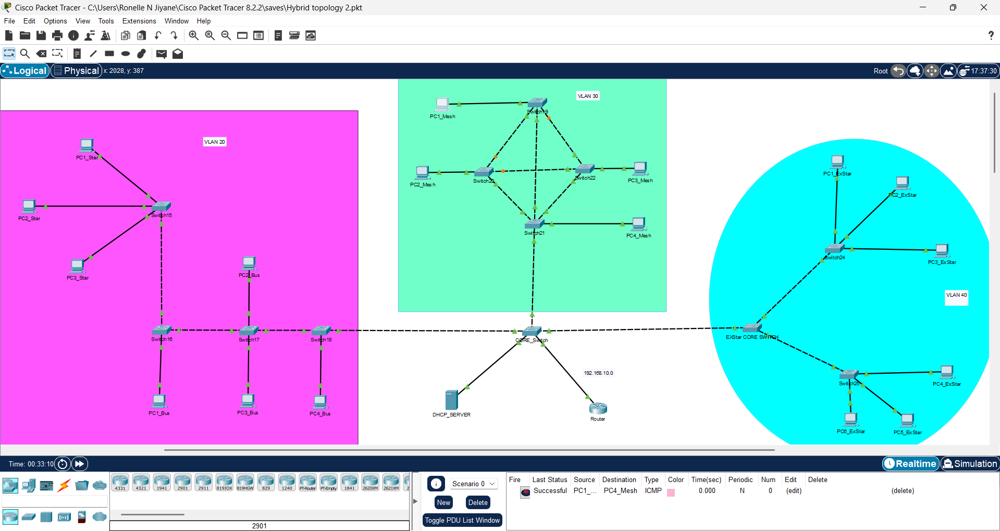 Cisco Packet Tracer - C:\Users\Ronelle N Jiyane\Cisco Packet Tracer 8.2.2\saves\Hybrid topology 2.pkt
File Edit Options View Tools Extensions Window Help
?
Logical Physical x: 2028, y: 387 Root 17:37:30
VLAN 30
Switch19
PC1_Mesh
VLAN 20
PC1_Star
PC2_Mesh
Switch20
Switch22
PC3_Mesh
PC1_ExStar
PC2_ExStar
PC2_Star
Switch15
Switch21
PC4_Mesh
Switch24
PC3_ExStar
PC3_Star
PC2_Bus
VLAN 40
Switch16
Switch17
Switch18
CORE_Switch
EXStar CORE SWITCH
192.168.10.0
Switch25
PC4_ExStar
PC1_Bus
PC3_Bus
PC4_Bus
DHCP_SERVER
Router
PC6_ExStar
PC5_ExStar
Time: 00:33:10 Realtime Simulation
4331 4321 1941 2901 2911 819IOX 819HGW 829 1240 PT-Router PT-Empty 1841 2620XM 2621XM 2
2901
Scenario 0
New Delete
Toggle PDU List Window
Fire Last Status Source Destination Type Color Time(sec) Periodic Num Edit Delete
Successful PC1_... PC4_Mesh ICMP 0.000 N 0 (edit) (delete)